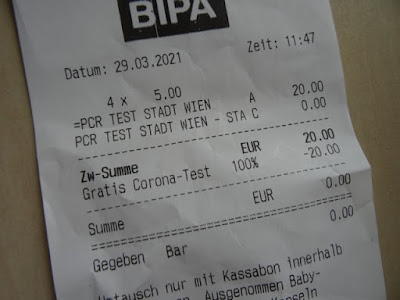 BIPA
Datum: 29.03.2021 Zeit: 11:47
4 x 5.00
=PCR TEST STADT WIEN A 20.00
PCR TEST STADT WIEN - STA C 0.00
Zw-Summe EUR 20.00
Gratis Corona-Test 100% -20.00
Summe EUR 0.00
Gegeben Bar 0.00
Umtausch nur mit Kassabon innerhalb
Ausgenommen Baby-